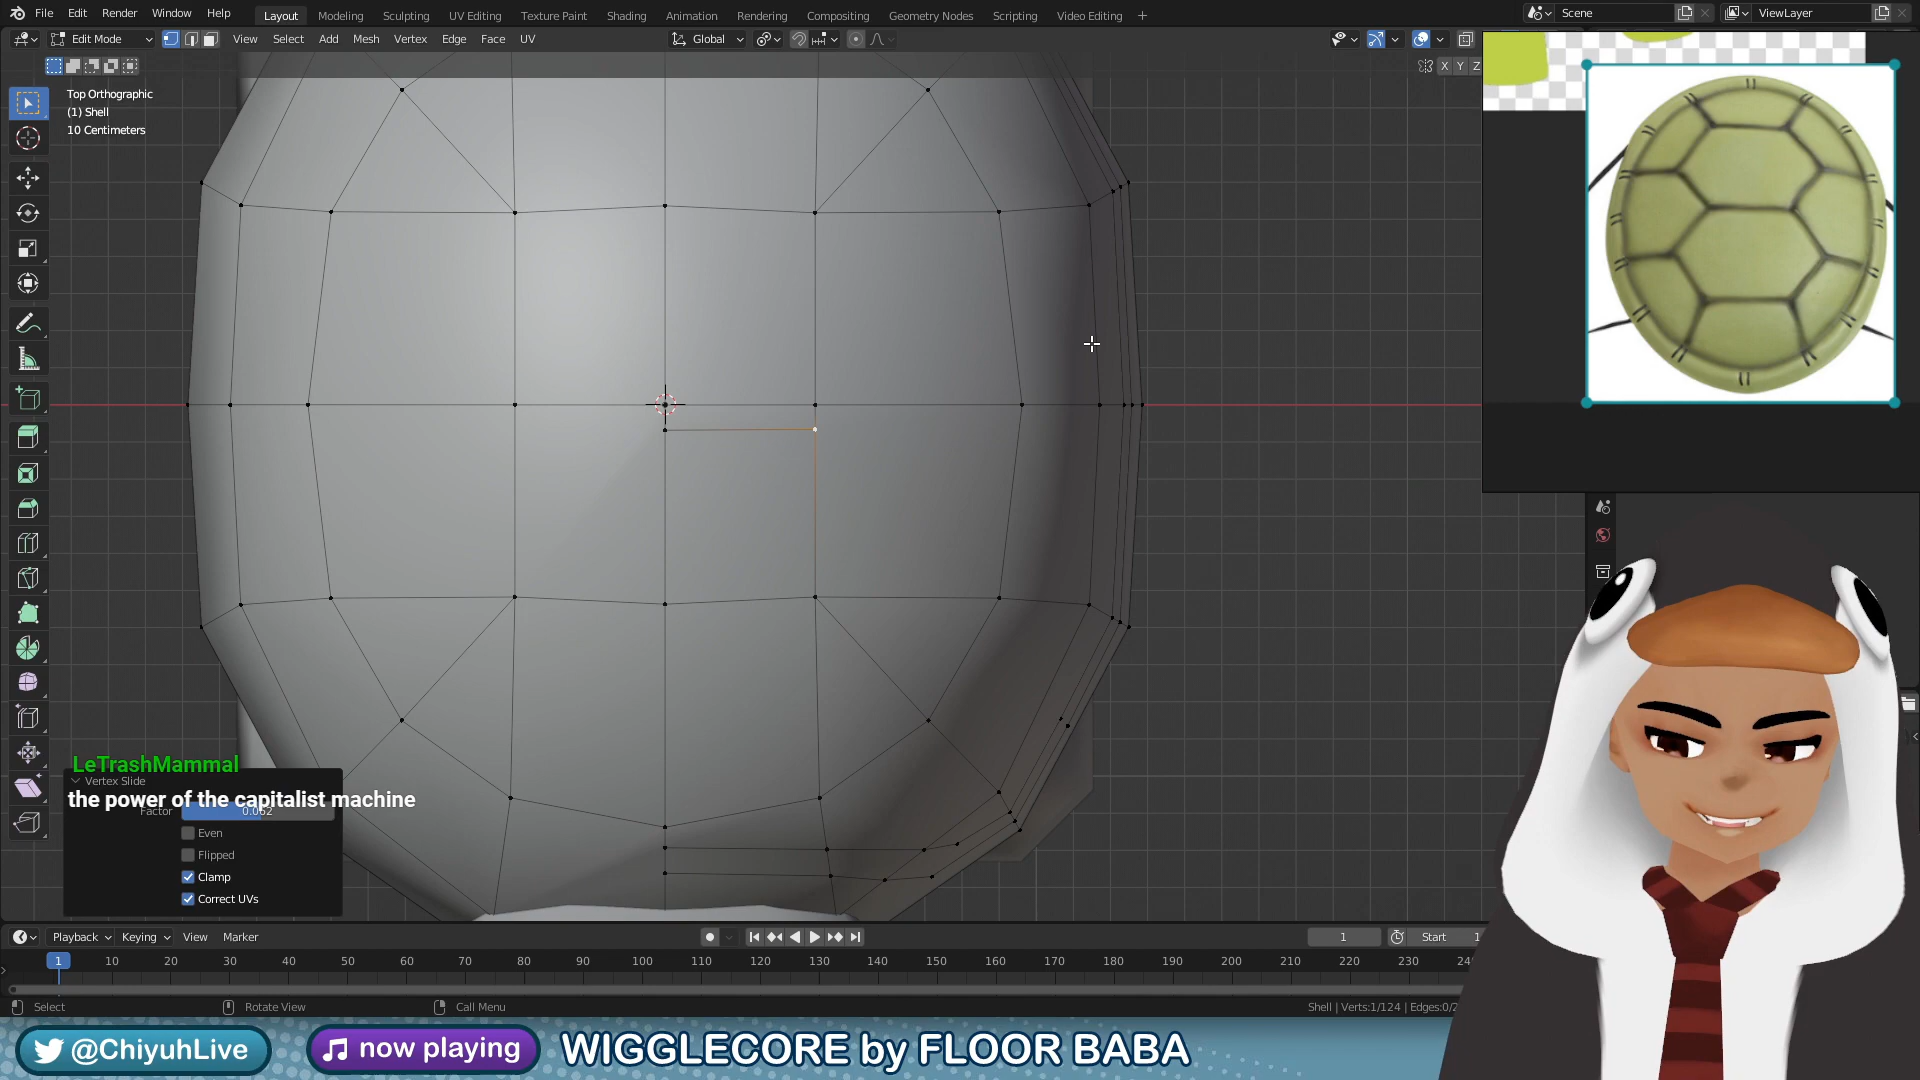 File Edit Render Window Help Layout Modeling Sculpting UV Editing Texture Paint Shading Animation Rendering Compositing Geometry Nodes Scripting Video Editing Scene ViewLayer
Edit Mode View Select Add Mesh Vertex Edge Face UV Global
X Y Z
Top Orthographic
(1) Shell
10 Centimeters
LeTrashMammal
Vertex Slide
the power of the capitalist machine
Factor
Even
Flipped
Clamp
Correct UVs
Playback Keying View Marker 1 Start 1
1 10 20 30 40 50 60 70 80 90 100 110 120 130 140 150 160 170 180 190 200 210 220 230
Select Rotate View Call Menu Shell | Verts:1/124 | Edges:0/2
@ChiyuhLive now playing WIGGLECORE by FLOOR BABA